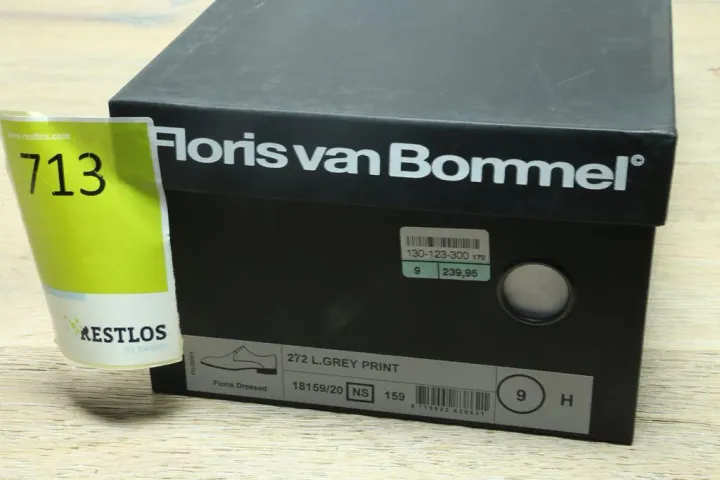 Floris van Bommel©
713
RESTLOS
130-123-300 170
9 239,95
272 L.GREY PRINT
Floris Dressed
18159/20 NS 159
9 H